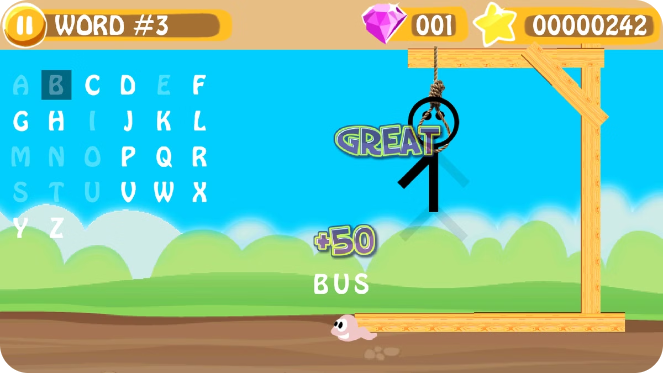 WORD #3 001 00000242
A B C D E F
G H I J K L
M N O P Q R
S T U V W X
Y Z
GREAT
+50
BUS